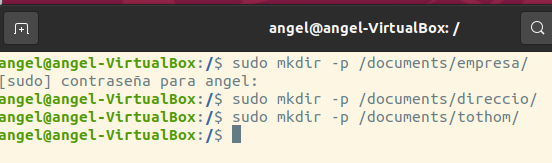 angel@angel-VirtualBox: /
angel@angel-VirtualBox:/$ sudo mkdir -p /documents/empresa/
[sudo] contraseña para angel:
angel@angel-VirtualBox:/$ sudo mkdir -p /documents/direccio/
angel@angel-VirtualBox:/$ sudo mkdir -p /documents/tothom/
angel@angel-VirtualBox:/$